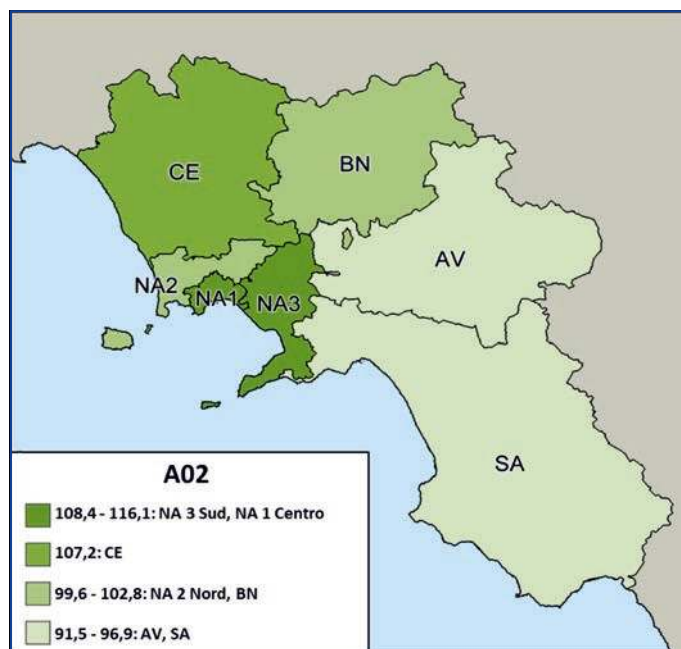 CE
BN
AV
NA2
NA1
NA3
SA
A02
108,4 - 116,1: NA 3 Sud, NA 1 Centro
107,2: CE
99,6 - 102,8: NA 2 Nord, BN
91,5 - 96,9: AV, SA